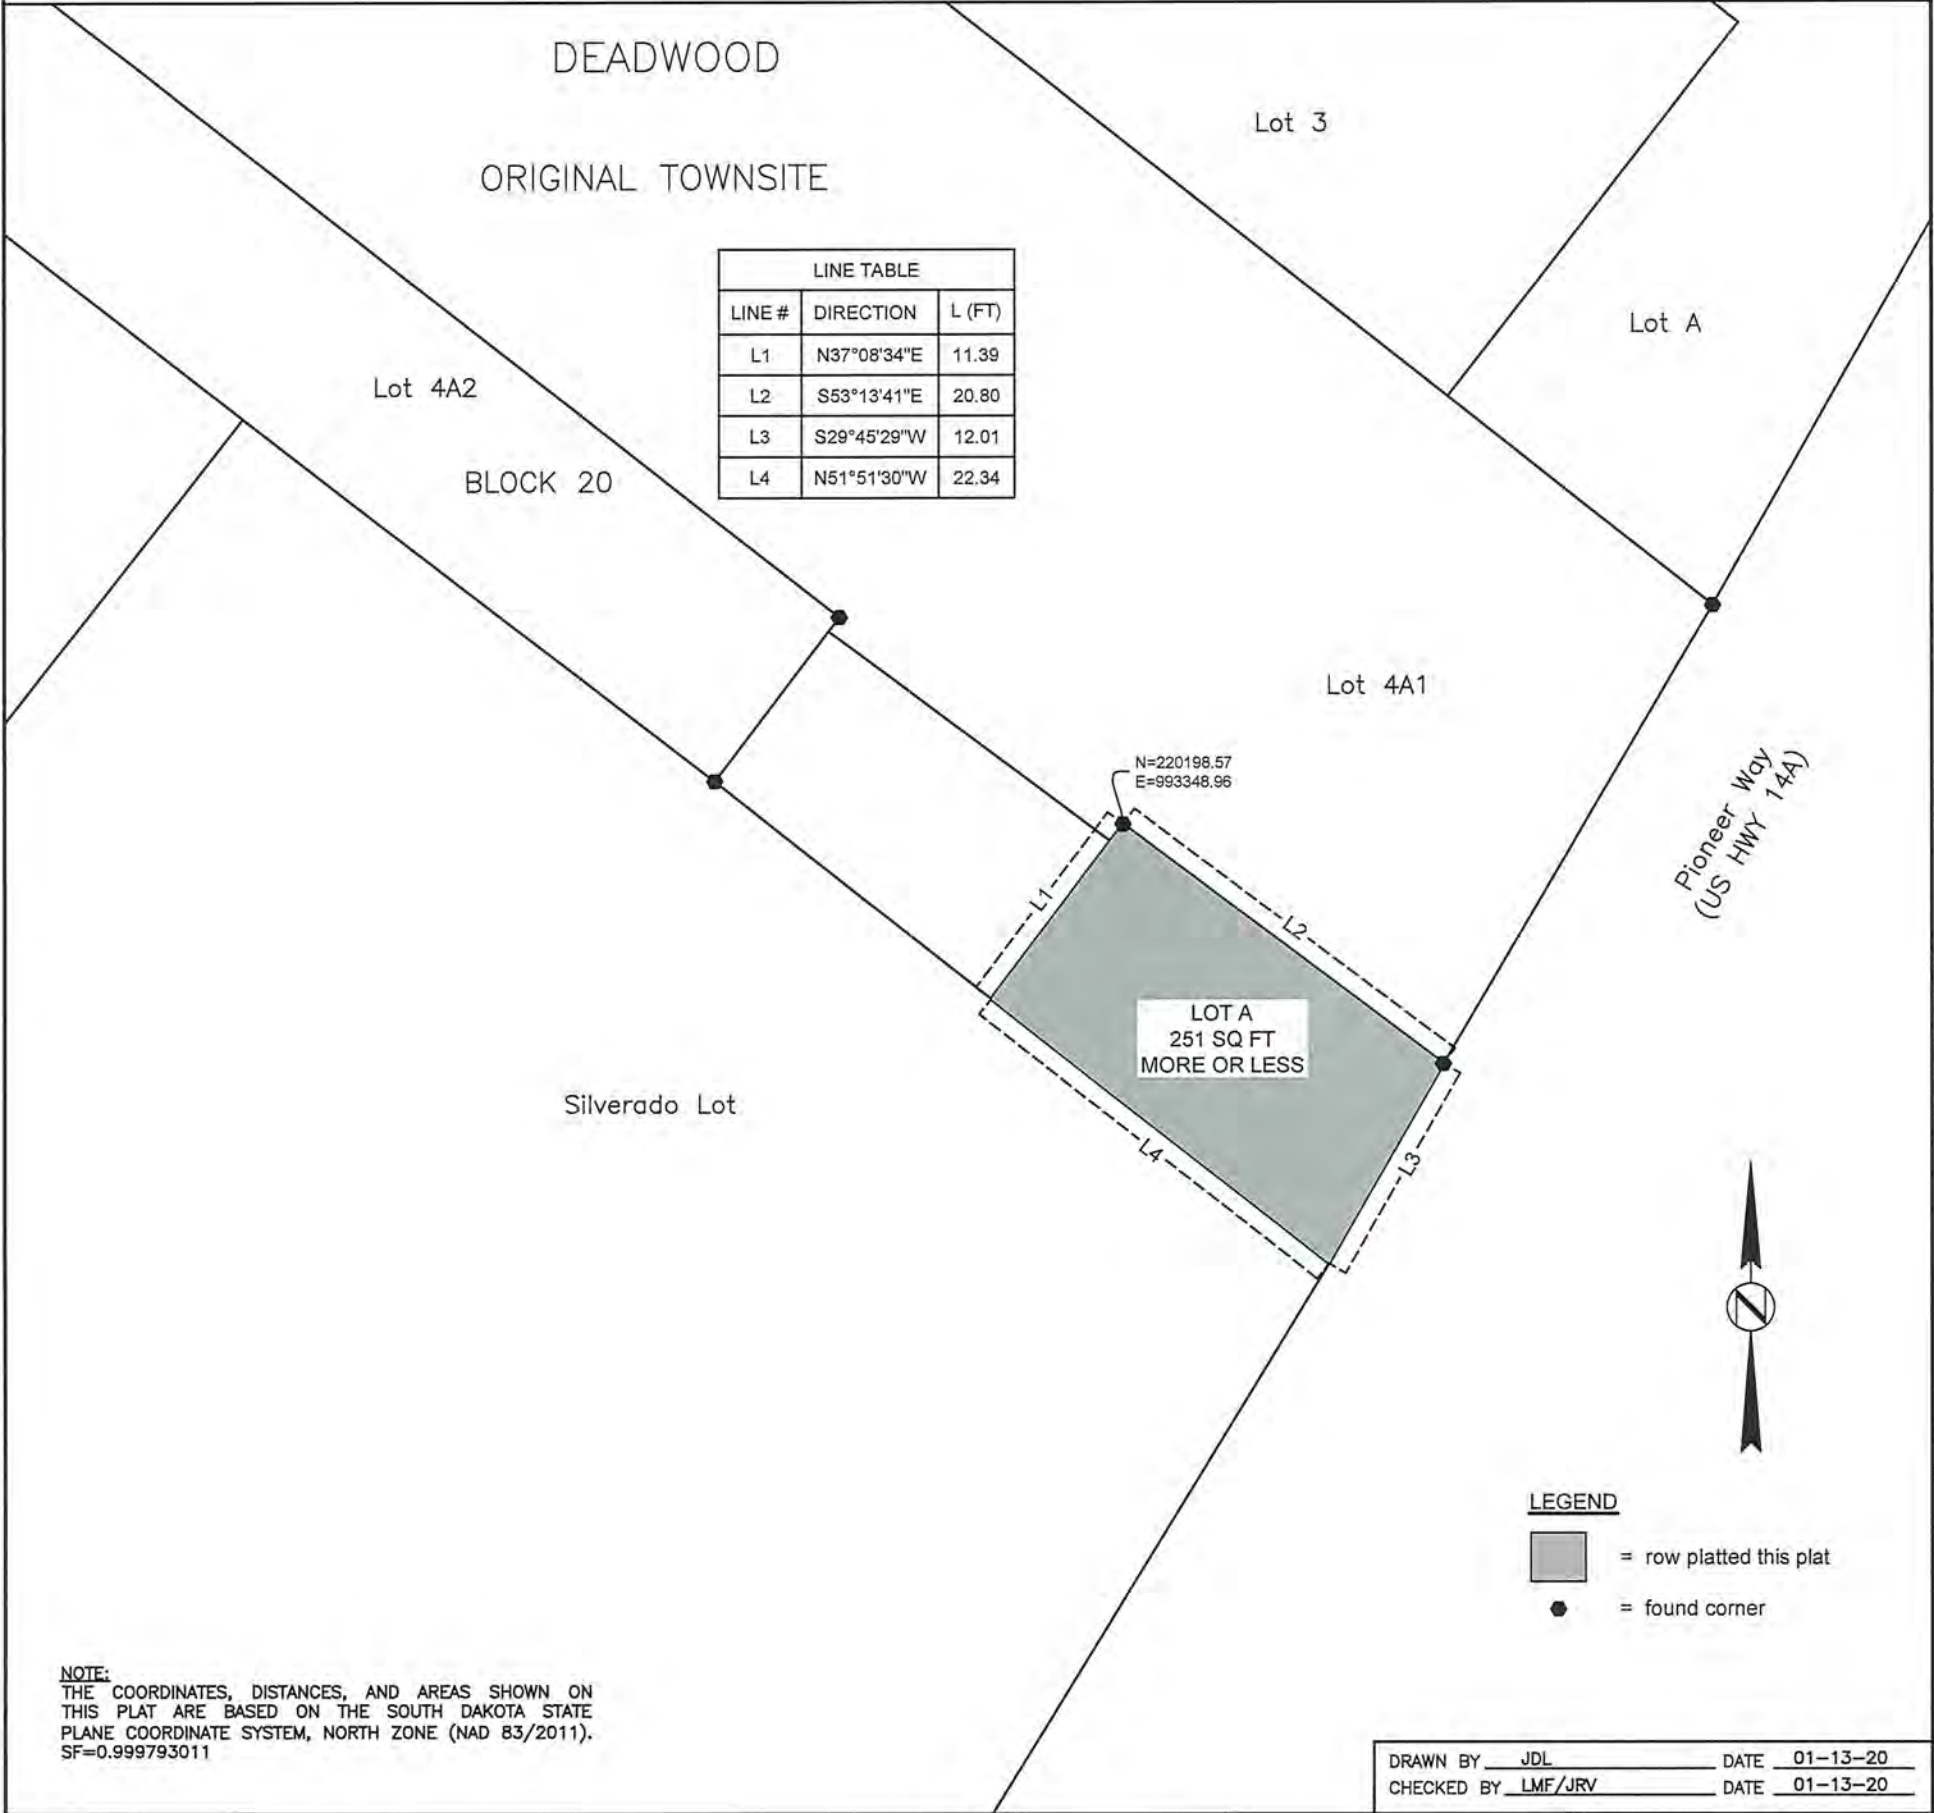 DEADWOOD
ORIGINAL TOWNSITE
Lot 3
Lot A
LINE TABLE
LINE # DIRECTION L (FT)
L1 N37°08'34"E 11.39
L2 S53°13'41"E 20.80
L3 S29°45'29"W 12.01
L4 N51°51'30"W 22.34
Lot 4A2
BLOCK 20
Lot 4A1
N=220198.57
E=993348.96
Pioneer Way
(US HWY 14A)
L1
L2
LOT A
251 SQ FT
MORE OR LESS
L3
L4
Silverado Lot
N
LEGEND
= row platted this plat
= found corner
NOTE:
THE COORDINATES, DISTANCES, AND AREAS SHOWN ON
THIS PLAT ARE BASED ON THE SOUTH DAKOTA STATE
PLANE COORDINATE SYSTEM, NORTH ZONE (NAD 83/2011).
SF=0.999793011
DRAWN BY JDL DATE 01-13-20
CHECKED BY LMF/JRV DATE 01-13-20